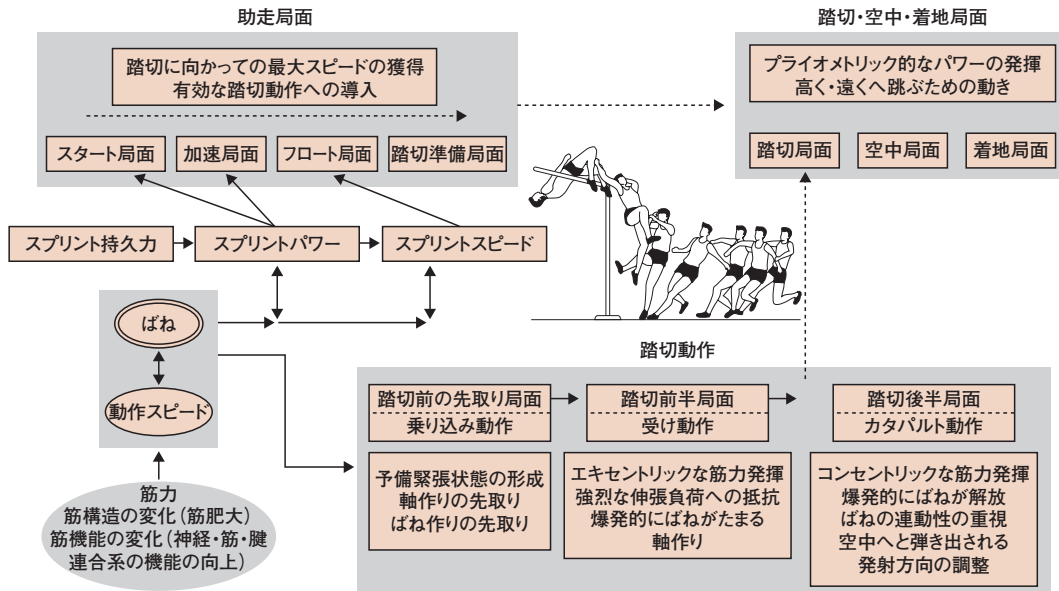 助走局面
踏切に向かっての最大スピードの獲得
有効な踏切動作への導入
スタート局面
加速局面
フロート局面
踏切準備局面
踏切・空中・着地局面
プライオメトリック的なパワーの発揮
高く・遠くへ跳ぶための動き
踏切局面
空中局面
着地局面
スプリント持久力
スプリントパワー
スプリントスピード
ばね
動作スピード
筋力
筋構造の変化(筋肥大)
筋機能の変化(神経・筋・腱
連合系の機能の向上)
踏切動作
踏切前の先取り局面
乗り込み動作
踏切前半局面
受け動作
踏切後半局面
カタパルト動作
予備緊張状態の形成
軸作りの先取り
ばね作りの先取り
エキセントリックな筋力発揮
強烈な伸張負荷への抵抗
爆発的にばねがたまる
軸作り
コンセントリックな筋力発揮
爆発的にばねが解放
ばねの連動性の重視
空中へと弾き出される
発射方向の調整